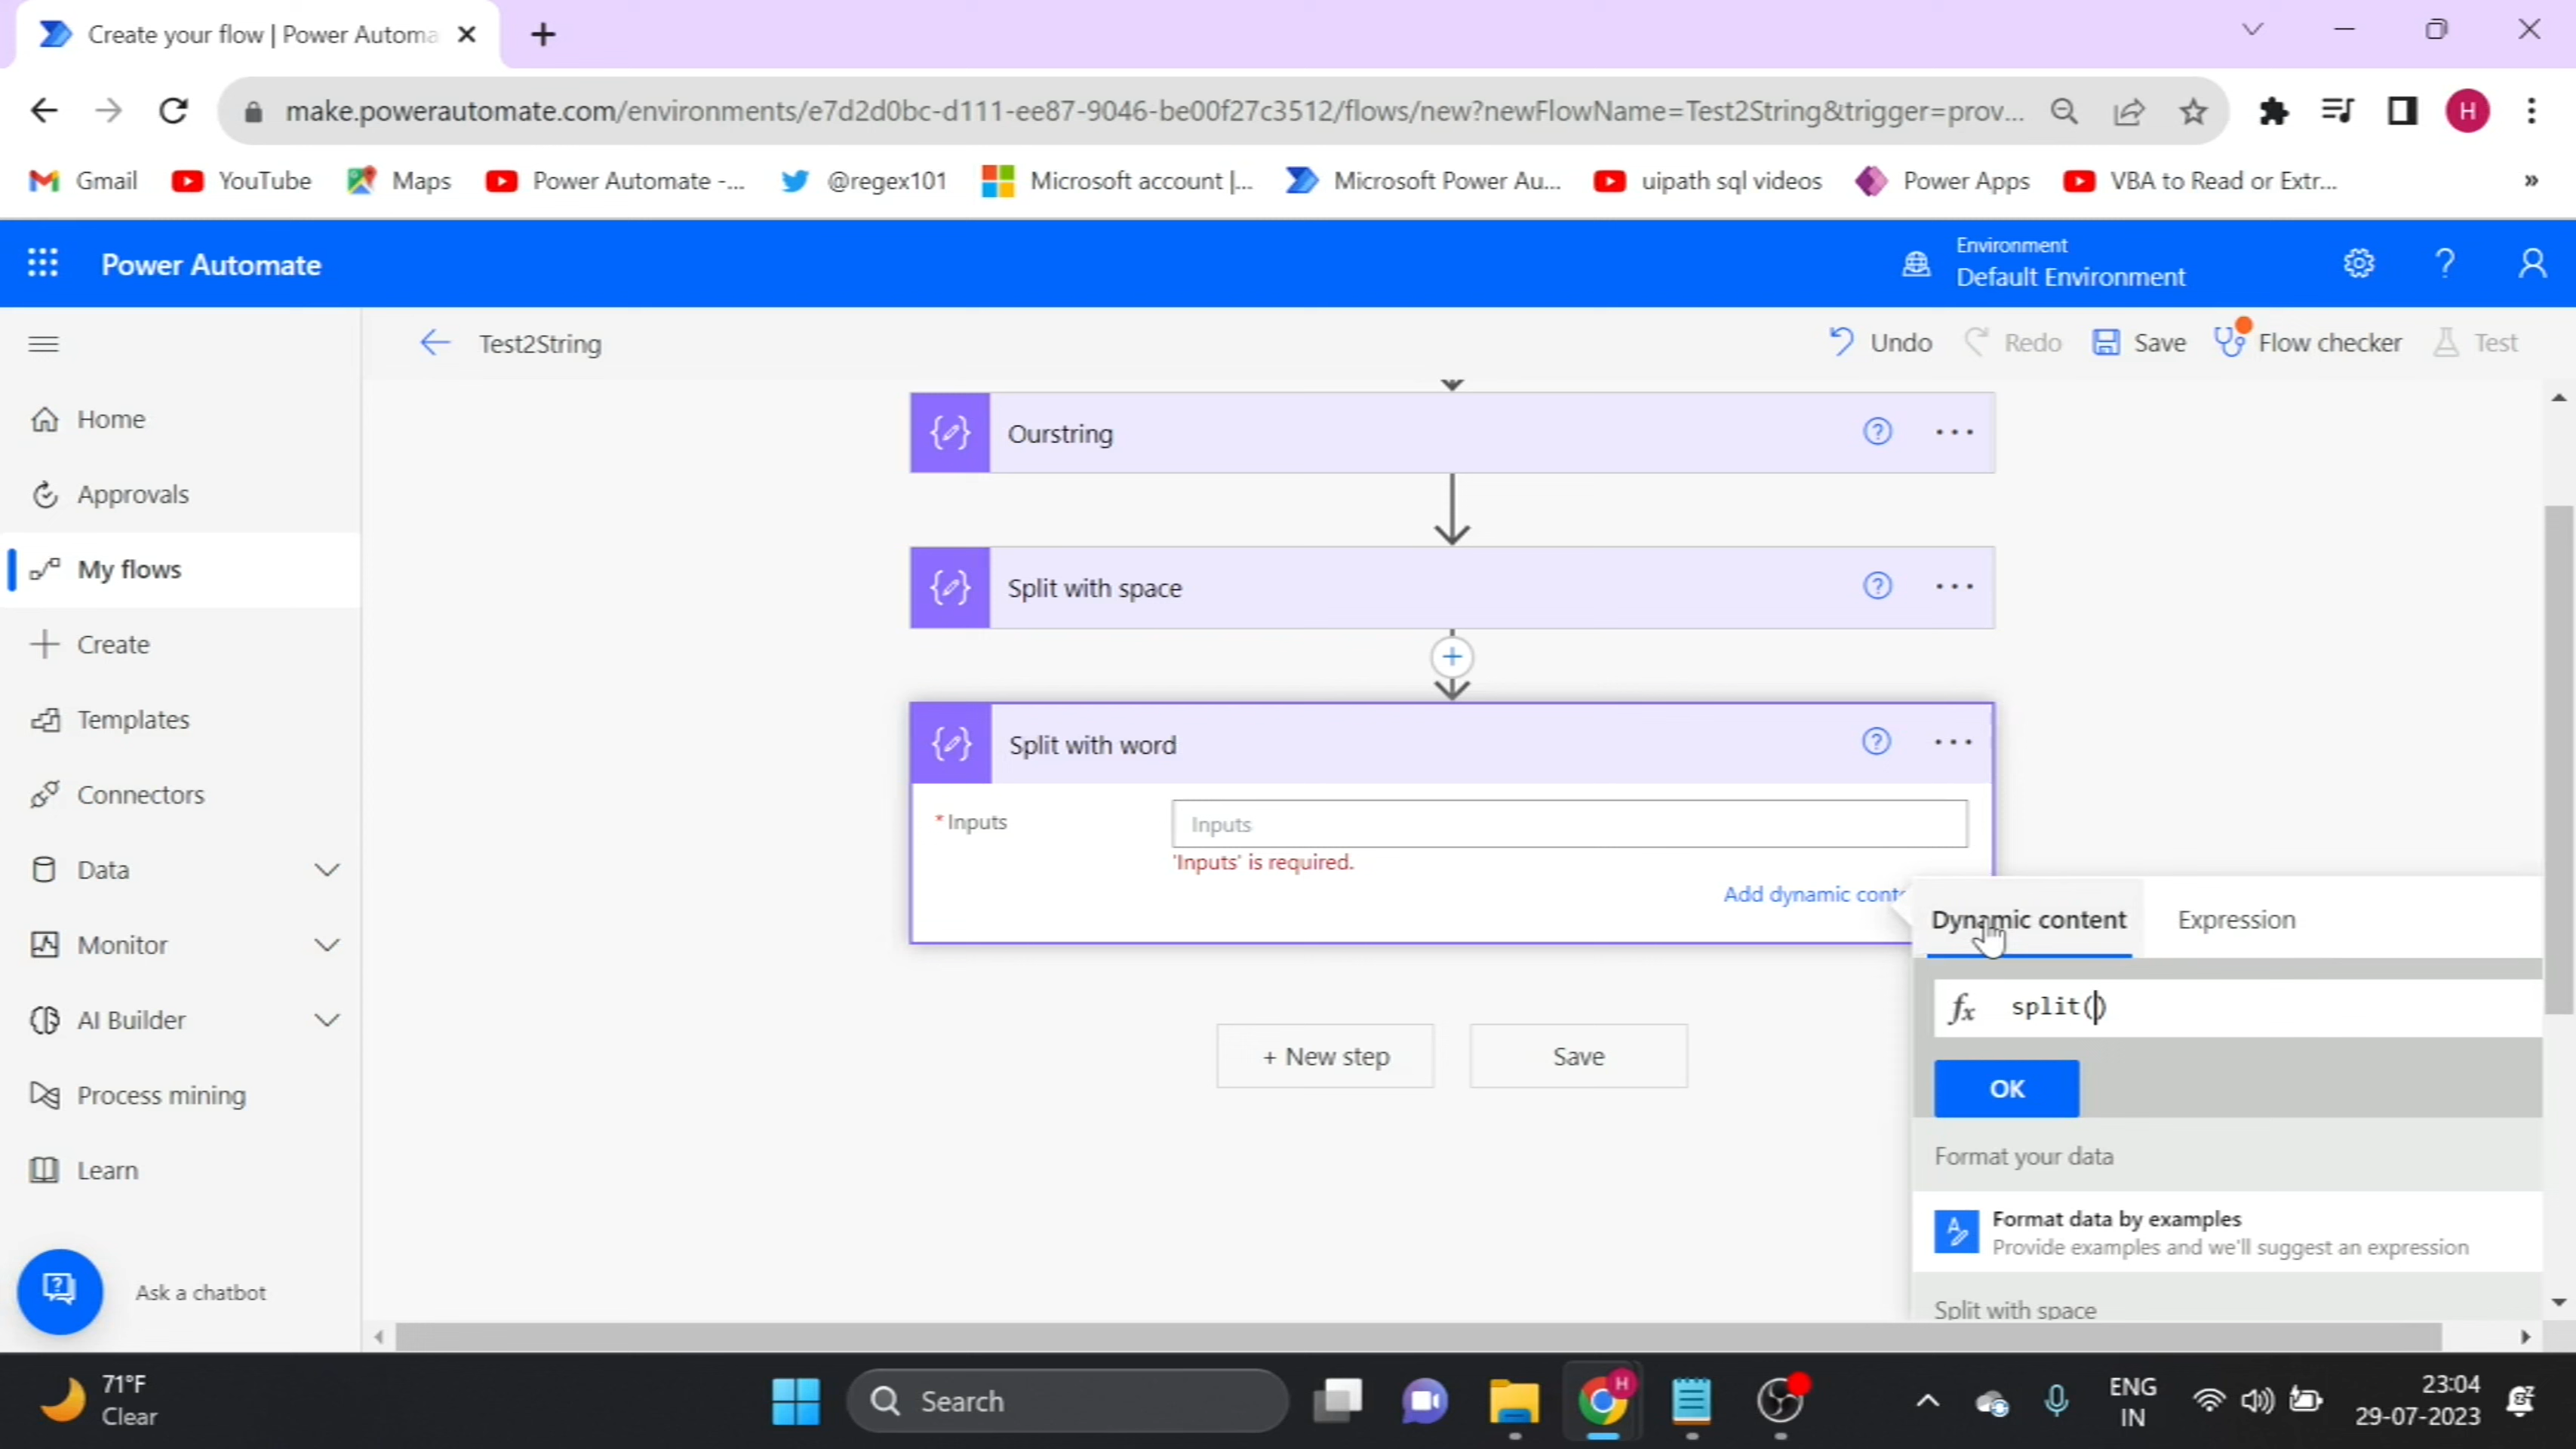 Create your flow | Power Automa
make.powerautomate.com/environments/e7d2d0bc-d111-ee87-9046-be00f27c3512/flows/new?newFlowName=Test2String&trigger=prov...
H
Gmail
YouTube
Maps
Power Automate -...
@regex101
Microsoft account |...
Microsoft Power Au...
uipath sql videos
Power Apps
VBA to Read or Extr...
»
Power Automate
Environment
Default Environment
Test2String
Undo
Redo
Save
Flow checker
Test
Home
Approvals
My flows
Create
Templates
Connectors
Data
Monitor
AI Builder
Process mining
Learn
Ask a chatbot
Ourstring
Split with space
Split with word
* Inputs
Inputs
'Inputs' is required.
Add dynamic conte
+ New step
Save
Dynamic content
Expression
fx split()
OK
Format your data
Format data by examples
Provide examples and we'll suggest an expression
Split with space
71°F
Clear
Search
H
ENG
IN
23:04
29-07-2023